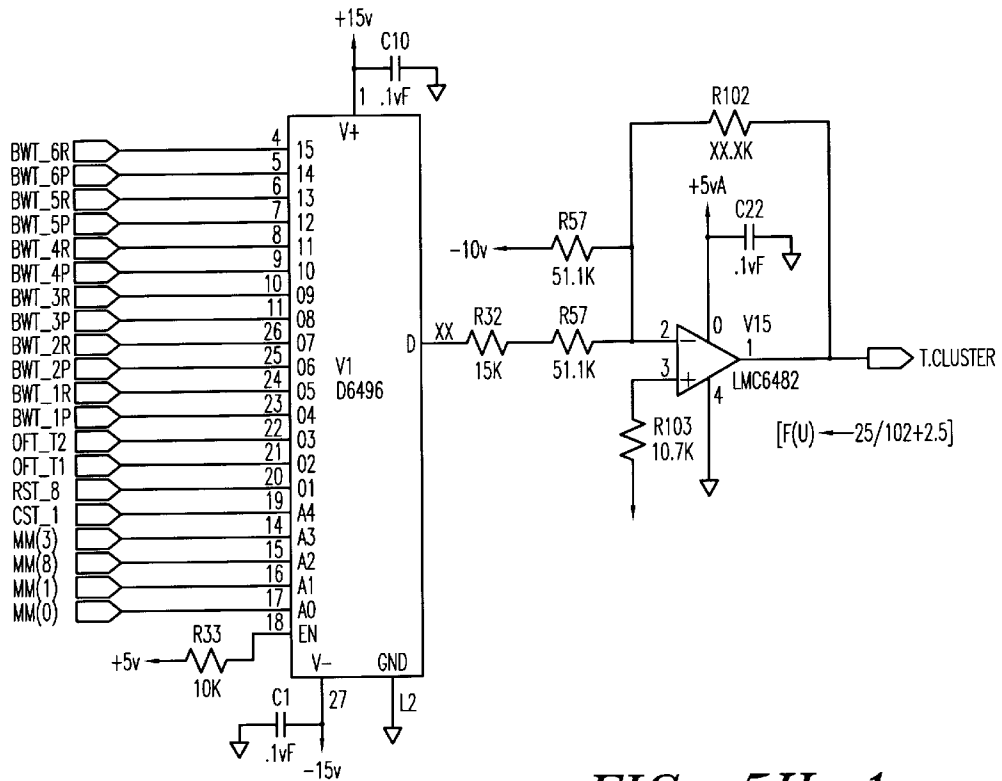 +15v
C10
.1vF
1
V+
BWT_6R 4 15
BWT_6P 5 14
BWT_5R 6 13
BWT_5P 7 12
BWT_4R 8 11
BWT_4P 9 10
BWT_3R 10 09
BWT_3P 11 08
BWT_2R 26 07
BWT_2P 25 06
BWT_1R 24 05
BWT_1P 23 04
OFT_T2 22 03
OFT_T1 21 02
RST_8 20 01
CST_1 19 A4
MM(3) 14 A3
MM(8) 15 A2
MM(1) 16 A1
MM(0) 17 A0
18 EN
V1
D6496
D
XX
R33
+5v
10K
V-
GND
27
L2
C1
.1vF
-15v
R102
XX.XK
+5vA
C22
.1vF
R57
-10v
51.1K
R32
15K
R57
51.1K
2
3
0
V15
1
LMC6482
4
T.CLUSTER
R103
10.7K
[F(U) 25/102+2.5]